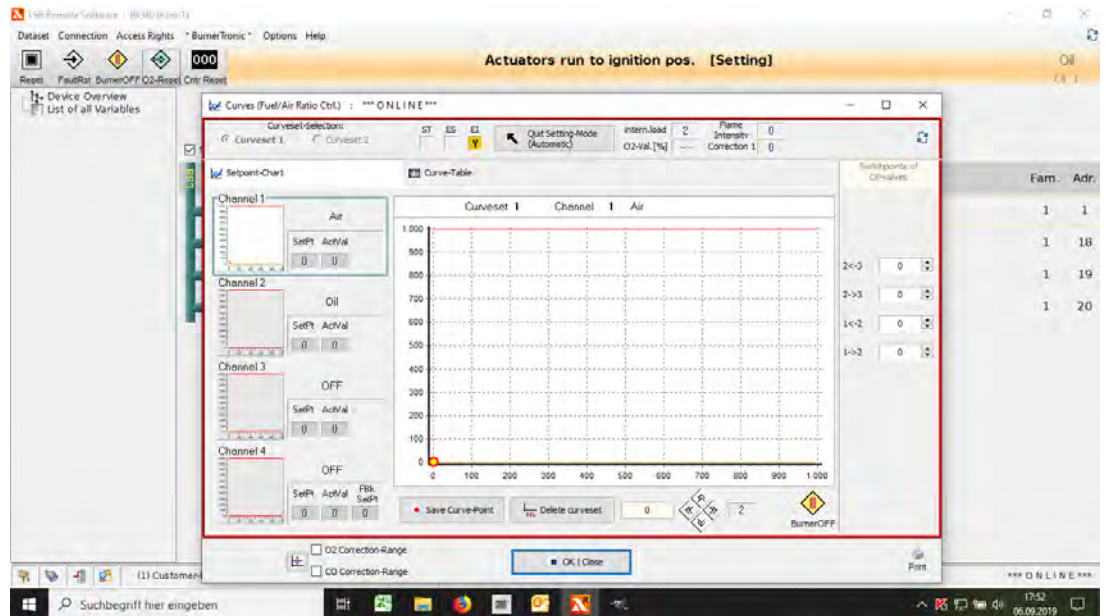 LSB Remote Software
Dataset Connection Access Rights *BurnerTronic* Options Help
Actuators run to ignition pos. [Setting]
Oil
Reset FaultRst BurnerOFF O2-Reset Cntr Reset
000
Device Overview
List of all Variables
Curves (Fuel/Air Ratio Ctrl.) : *** O N L I N E ***
Curveset-Selection:
Curveset 1 Curveset 2
ST ES EI
Quit Setting-Mode
(Automatic)
intern.load 2 Flame Intensity 0
O2-Val.[%] --- Correction 1 0
Setpoint-Chart Curve-Table
Switchpoints of
Fam. Adr.
1 1
1 18
1 19
1 20
Channel 1
Air
SetPt ActVal
0 0
Channel 2
Oil
SetPt ActVal
0 0
Channel 3
OFF
SetPt ActVal
0 0
Channel 4
OFF
SetPt ActVal FBk. SetPt
0 0 0
Curveset 1 Channel 1 Air
1.000
900
800
700
600
500
400
300
200
100
0
0 100 200 300 400 500 600 700 800 900 1.000
2<-3 0
2->3 0
1<-2 0
1->2 0
Save Curve-Point Delete curveset 0 2
BurnerOFF
O2 Correction-Range
CO Correction-Range
OK | Close
Print
(1) Customer
*** O N L I N E ***
Suchbegriff hier eingeben
17:52
06.09.2019